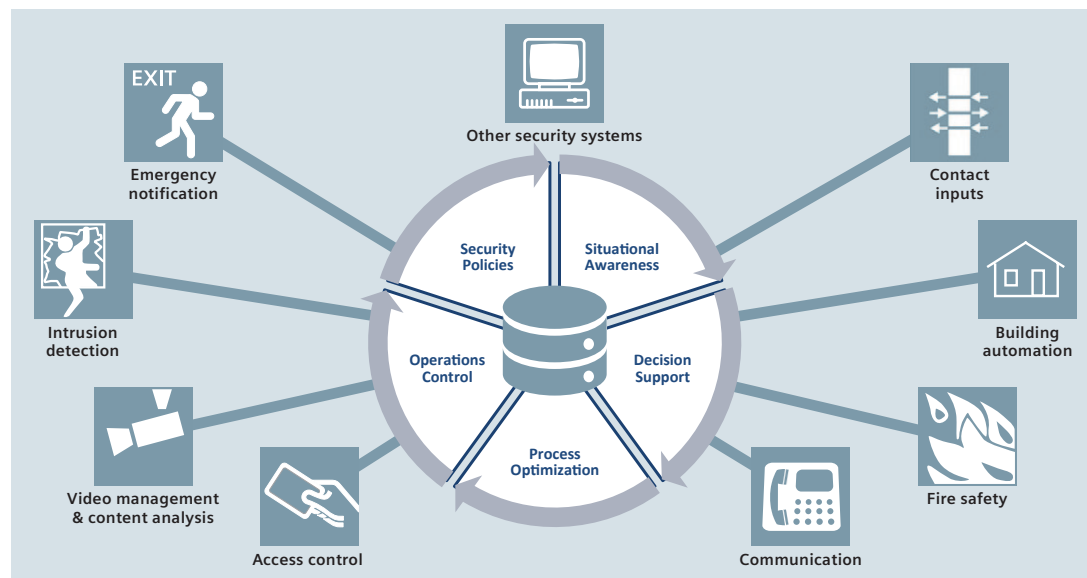 EXIT
Emergency
notification
Other security systems
Contact
inputs
Security
Policies
Situational
Awareness
Intrusion
detection
Building
automation
Operations
Control
Decision
Support
Process
Optimization
Video management
& content analysis
Access control
Communication
Fire safety